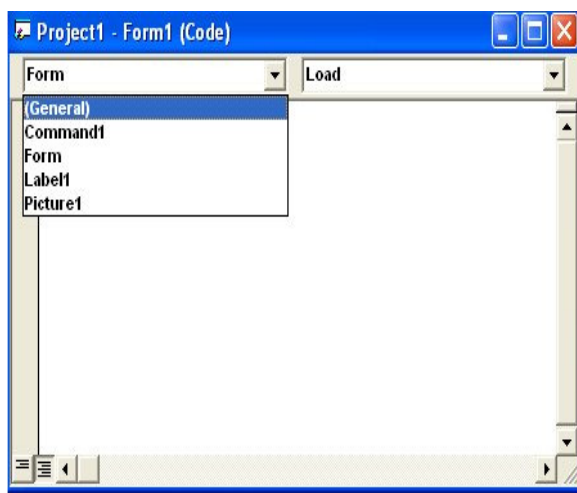 Project1 - Form1 (Code)
Form Load
(General)
Command1
Form
Label1
Picture1